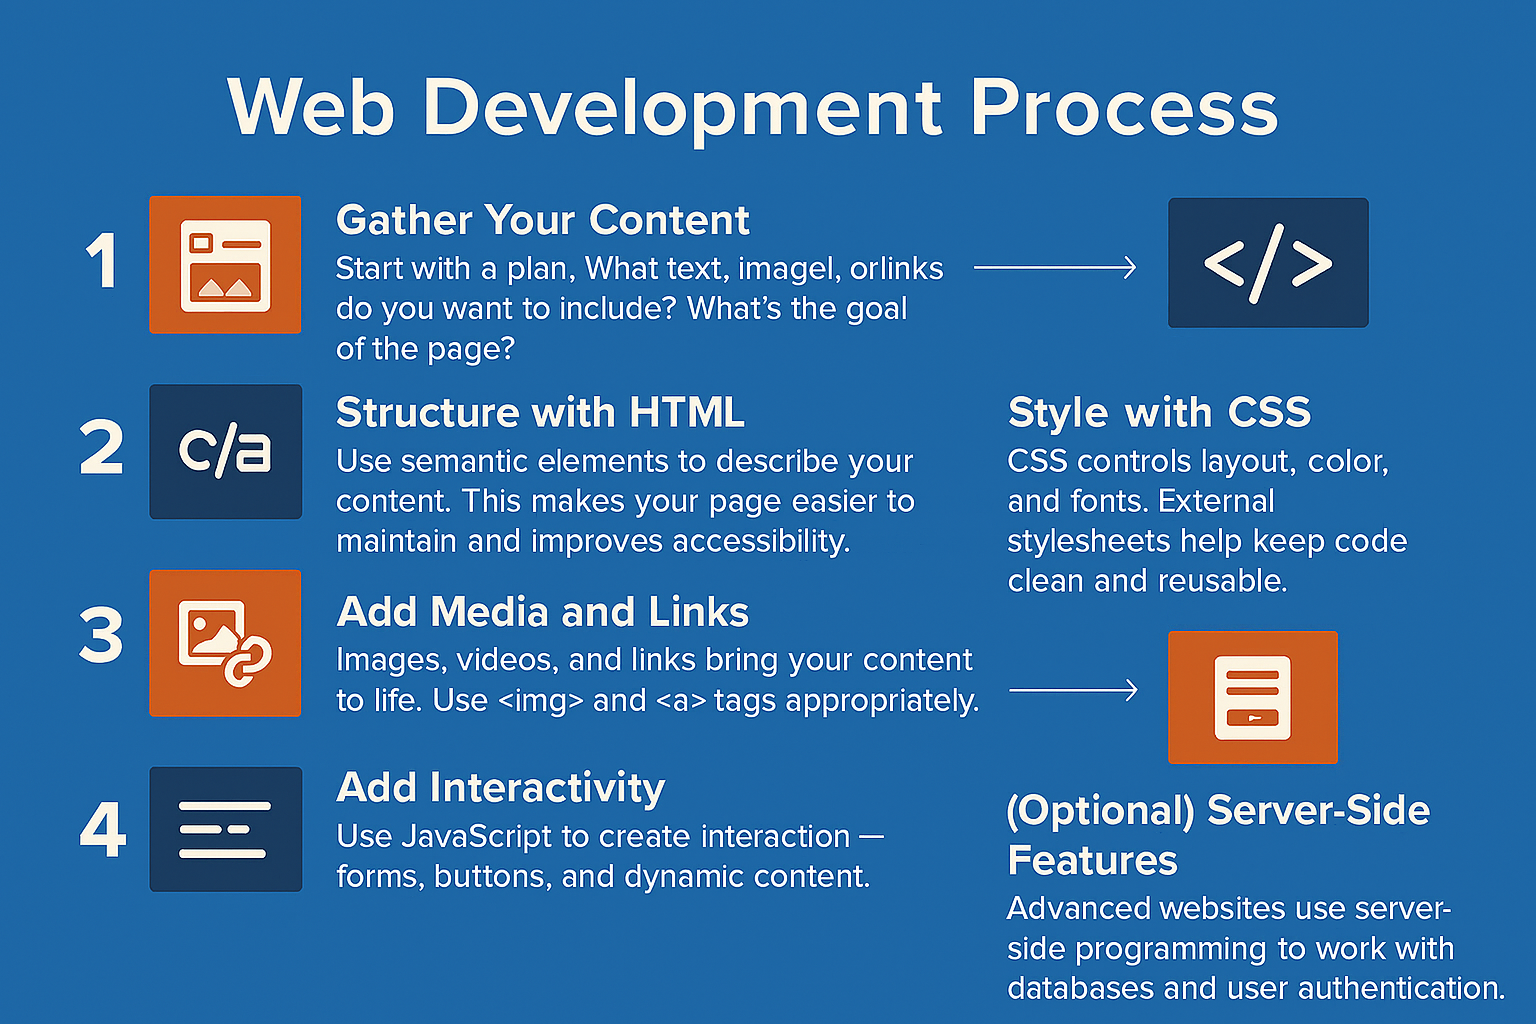 Web Development Process
1
Gather Your Content
Start with a plan, What text, imagel, orlinks
do you want to include? What's the goal
of the page?
</>
2
c/a
Structure with HTML
Use semantic elements to describe your
content. This makes your page easier to
maintain and improves accessibility.
Style with CSS
CSS controls layout, color,
and fonts. External
stylesheets help keep code
clean and reusable.
3
Add Media and Links
Images, videos, and links bring your content
to life. Use <img> and <a> tags appropriately.
4
Add Interactivity
Use JavaScript to create interaction —
forms, buttons, and dynamic content.
(Optional) Server-Side
Features
Advanced websites use server-
side programming to work with
databases and user authentication.